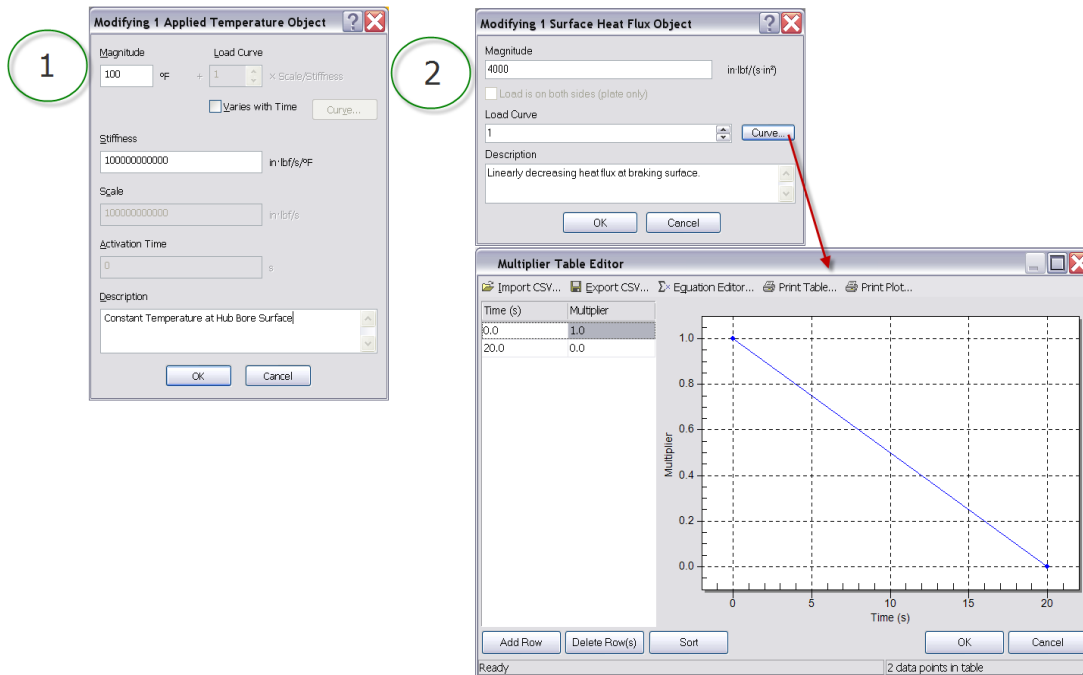 1
Modifying 1 Applied Temperature Object
Magnitude
Load Curve
100 °F + 1 × Scale/Stiffness
Varies with Time
Curve...
Stiffness
100000000000 in·lbf/s/°F
Scale
100000000000 in·lbf/s
Activation Time
0 s
Description
Constant Temperature at Hub Bore Surface
OK Cancel
2
Modifying 1 Surface Heat Flux Object
Magnitude
4000 in·lbf/(s·in²)
Load is on both sides (plate only)
Load Curve
1 Curve...
Description
Linearly decreasing heat flux at braking surface.
OK Cancel
Multiplier Table Editor
Import CSV... Export CSV... Σ× Equation Editor... Print Table... Print Plot...
Time (s) Multiplier
0.0 1.0
20.0 0.0
Multiplier
1.0
0.8
0.6
0.4
0.2
0.0
0 5 10 15 20
Time (s)
Add Row Delete Row(s) Sort OK Cancel
Ready 2 data points in table